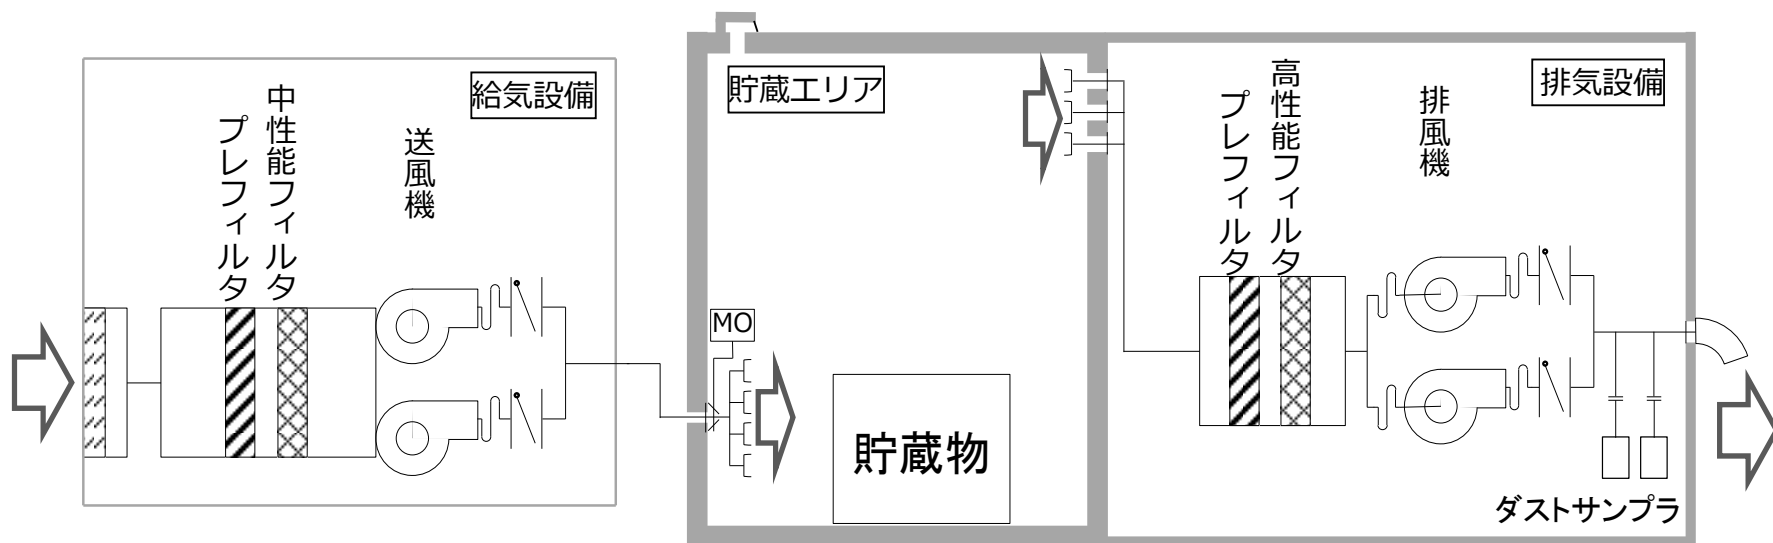 給気設備
プレフィルタ
中性能フィルタ
送風機
貯蔵エリア
MO
貯蔵物
プレフィルタ
高性能フィルタ
排風機
排気設備
ダストサンプラ